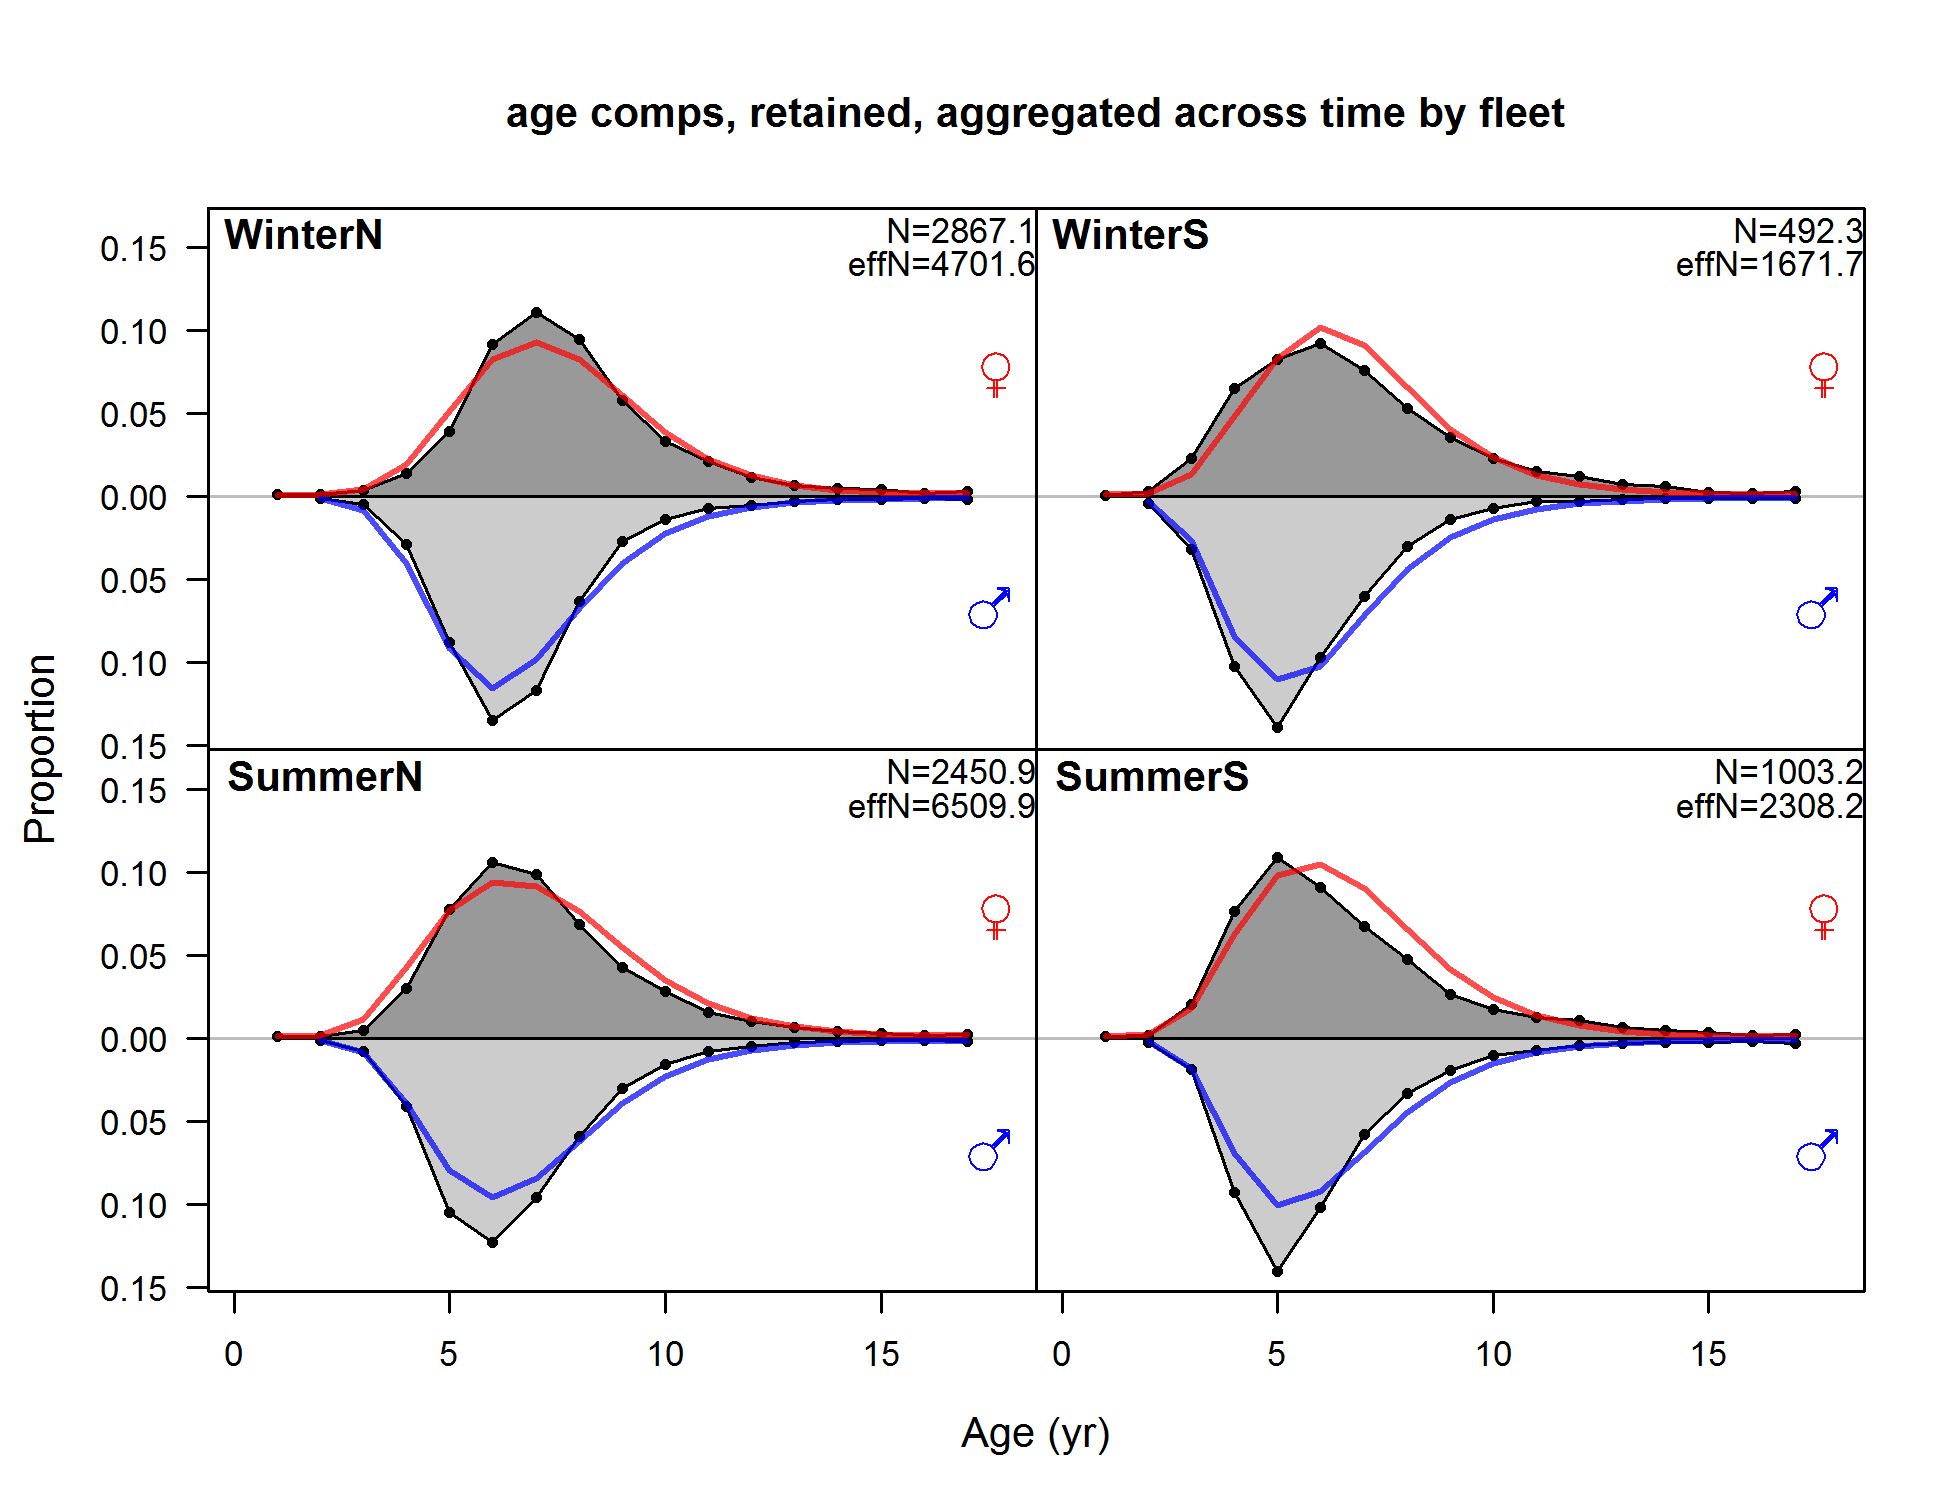 age comps, retained, aggregated across time by fleet
WinterN
N=2867.1
effN=4701.6
WinterS
N=492.3
effN=1671.7
0.15
0.10
0.05
0.00
0.05
0.10
0.15
SummerN
N=2450.9
effN=6509.9
SummerS
N=1003.2
effN=2308.2
0.15
0.10
0.05
0.00
0.05
0.10
0.15
Proportion
0 5 10 15
0 5 10 15
Age (yr)